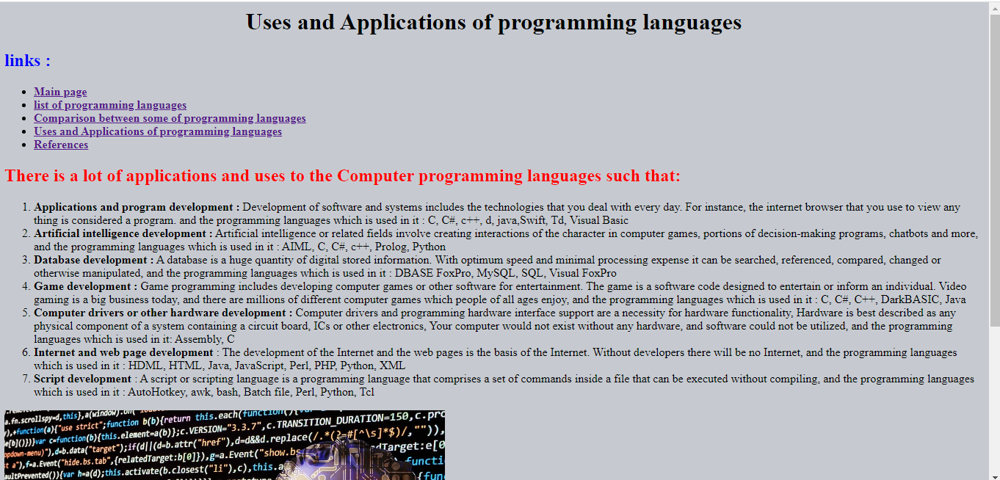 Uses and Applications of programming languages
links :
Main page
list of programming languages
Comparison between some of programming languages
Uses and Applications of programming languages
References
There is a lot of applications and uses to the Computer programming languages such that:
1. Applications and program development : Development of software and systems includes the technologies that you deal with every day. For instance, the internet browser that you use to view any
thing is considered a program. and the programming languages which is used in it : C, C#, c++, d, java,Swift, Td, Visual Basic
2. Artificial intelligence development : Artificial intelligence or related fields involve creating interactions of the character in computer games, portions of decision-making programs, chatbots and more,
and the programming languages which is used in it : AIML, C, C#, c++, Prolog, Python
3. Database development : A database is a huge quantity of digital stored information. With optimum speed and minimal processing expense it can be searched, referenced, compared, changed or
otherwise manipulated, and the programming languages which is used in it : DBASE FoxPro, MySQL, SQL, Visual FoxPro
4. Game development : Game programming includes developing computer games or other software for entertainment. The game is a software code designed to entertain or inform an individual. Video
gaming is a big business today, and there are millions of different computer games which people of all ages enjoy, and the programming languages which is used in it : C, C#, C++, DarkBASIC, Java
5. Computer drivers or other hardware development : Computer drivers and programming hardware interface support are a necessity for hardware functionality, Hardware is best described as any
physical component of a system containing a circuit board, ICs or other electronics, Your computer would not exist without any hardware, and software could not be utilized, and the programming
languages which is used in it: Assembly, C
6. Internet and web page development : The development of the Internet and the web pages is the basis of the Internet. Without developers there will be no Internet, and the programming languages
which is used in it : HDML, HTML, Java, JavaScript, Perl, PHP, Python, XML
7. Script development : A script or scripting language is a programming language that comprises a set of commands inside a file that can be executed without compiling, and the programming languages
which is used in it : AutoHotkey, awk, bash, Batch file, Perl, Python, Tcl
a.fn.scrollspy=d,this},a(window).on(
),+function(a){"use strict";function b(b){return this.each(function(){
e[b]()})}var c=function(b){this.element=a(b)};c.VERSION="3.3.7",c.TRANSITION_DURATION=150,c.pro
opdown-menu)"),d=b.data("target");if(d||(d=b.attr("href"),d=d&&d.replace(/.*(?=#[^\s]*$)/,"")),
st a"),f=a.Event("hide.bs.tab",{relatedTarget:b[0]}),g=a.Event("show.bs dTarget:e[0
aultPrevented()){var h=a(d);this.activate(b.closest("li"),c),this.a functi
{fun